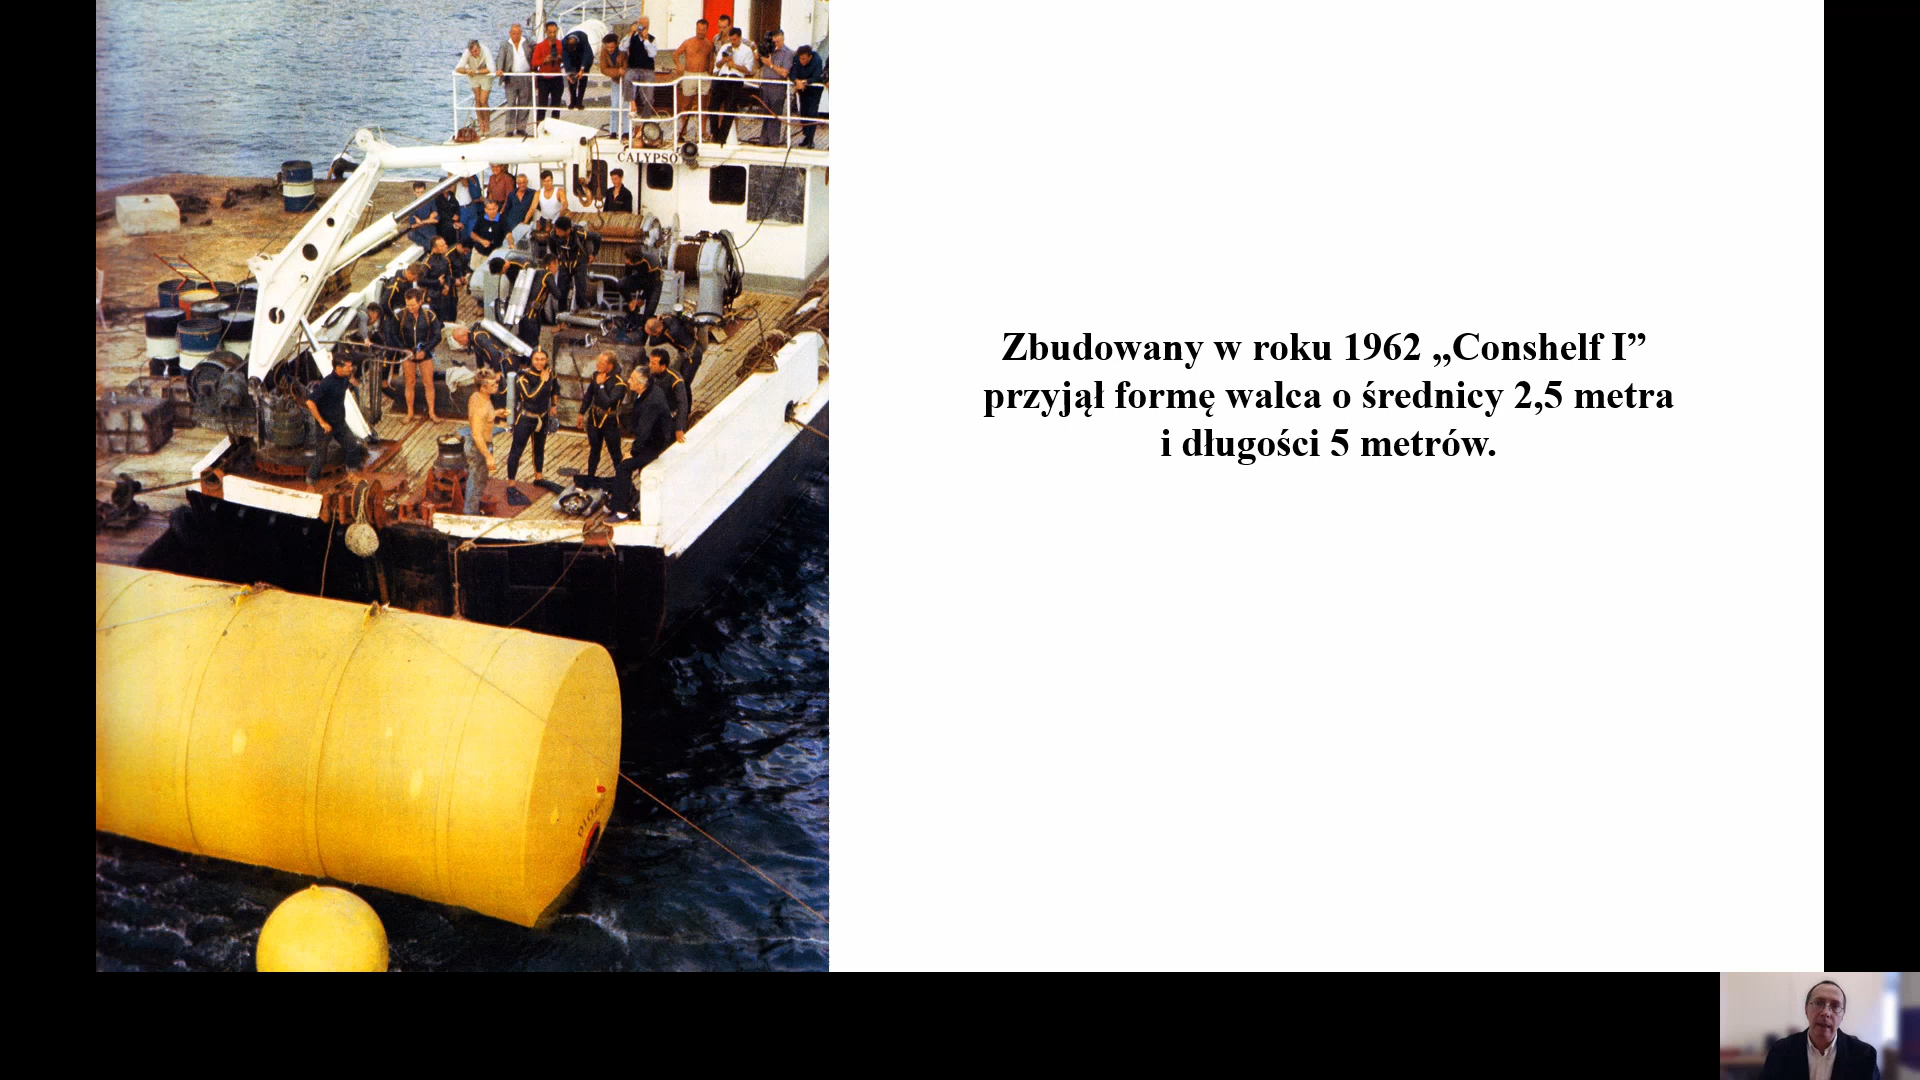 CALYPSO
Zbudowany w roku 1962 „Conshelf I”
przyjął formę walca o średnicy 2,5 metra
i długości 5 metrów.